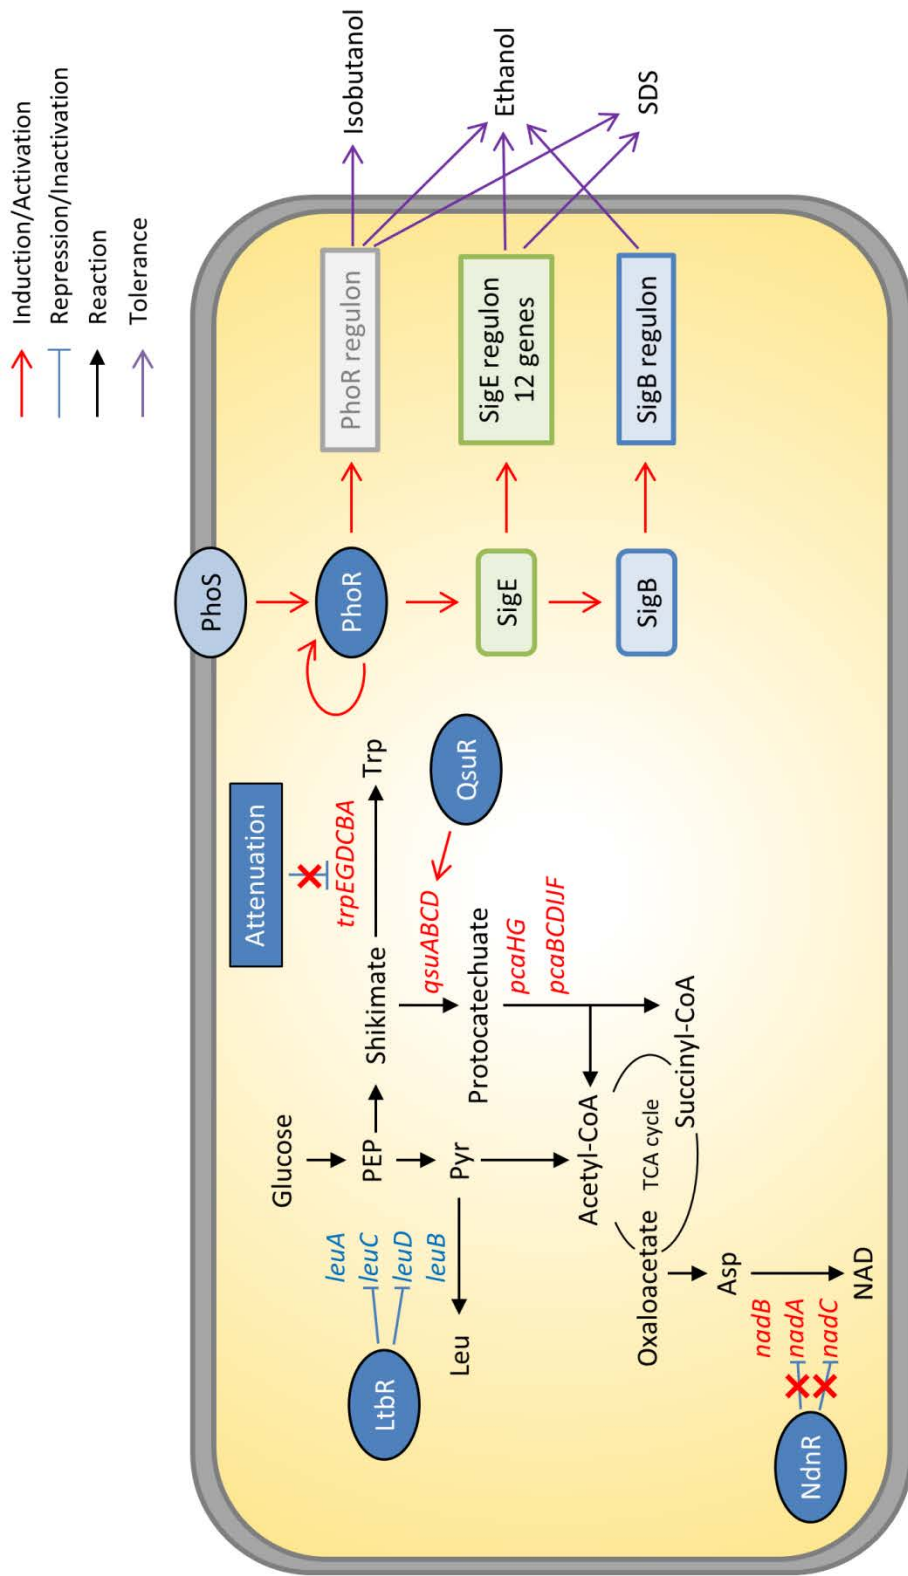 Induction/Activation
Repression/Inactivation
Reaction
Tolerance
PhoS
Attenuation
trpEGDCBA
Glucose
PEP
Shikimate
Trp
PhoR
PhoR regulon
Isobutanol
leuA
leuC
leuD
leuB
LtbR
Leu
Pyr
qsuABCD
QsuR
Protocatechuate
pcaHG
pcaBCDIJF
SigE
SigE regulon
12 genes
Ethanol
SigB
SigB regulon
SDS
Acetyl-CoA
TCA cycle
Oxaloacetate
Succinyl-CoA
Asp
nadB
nadA
nadC
NdnR
NAD